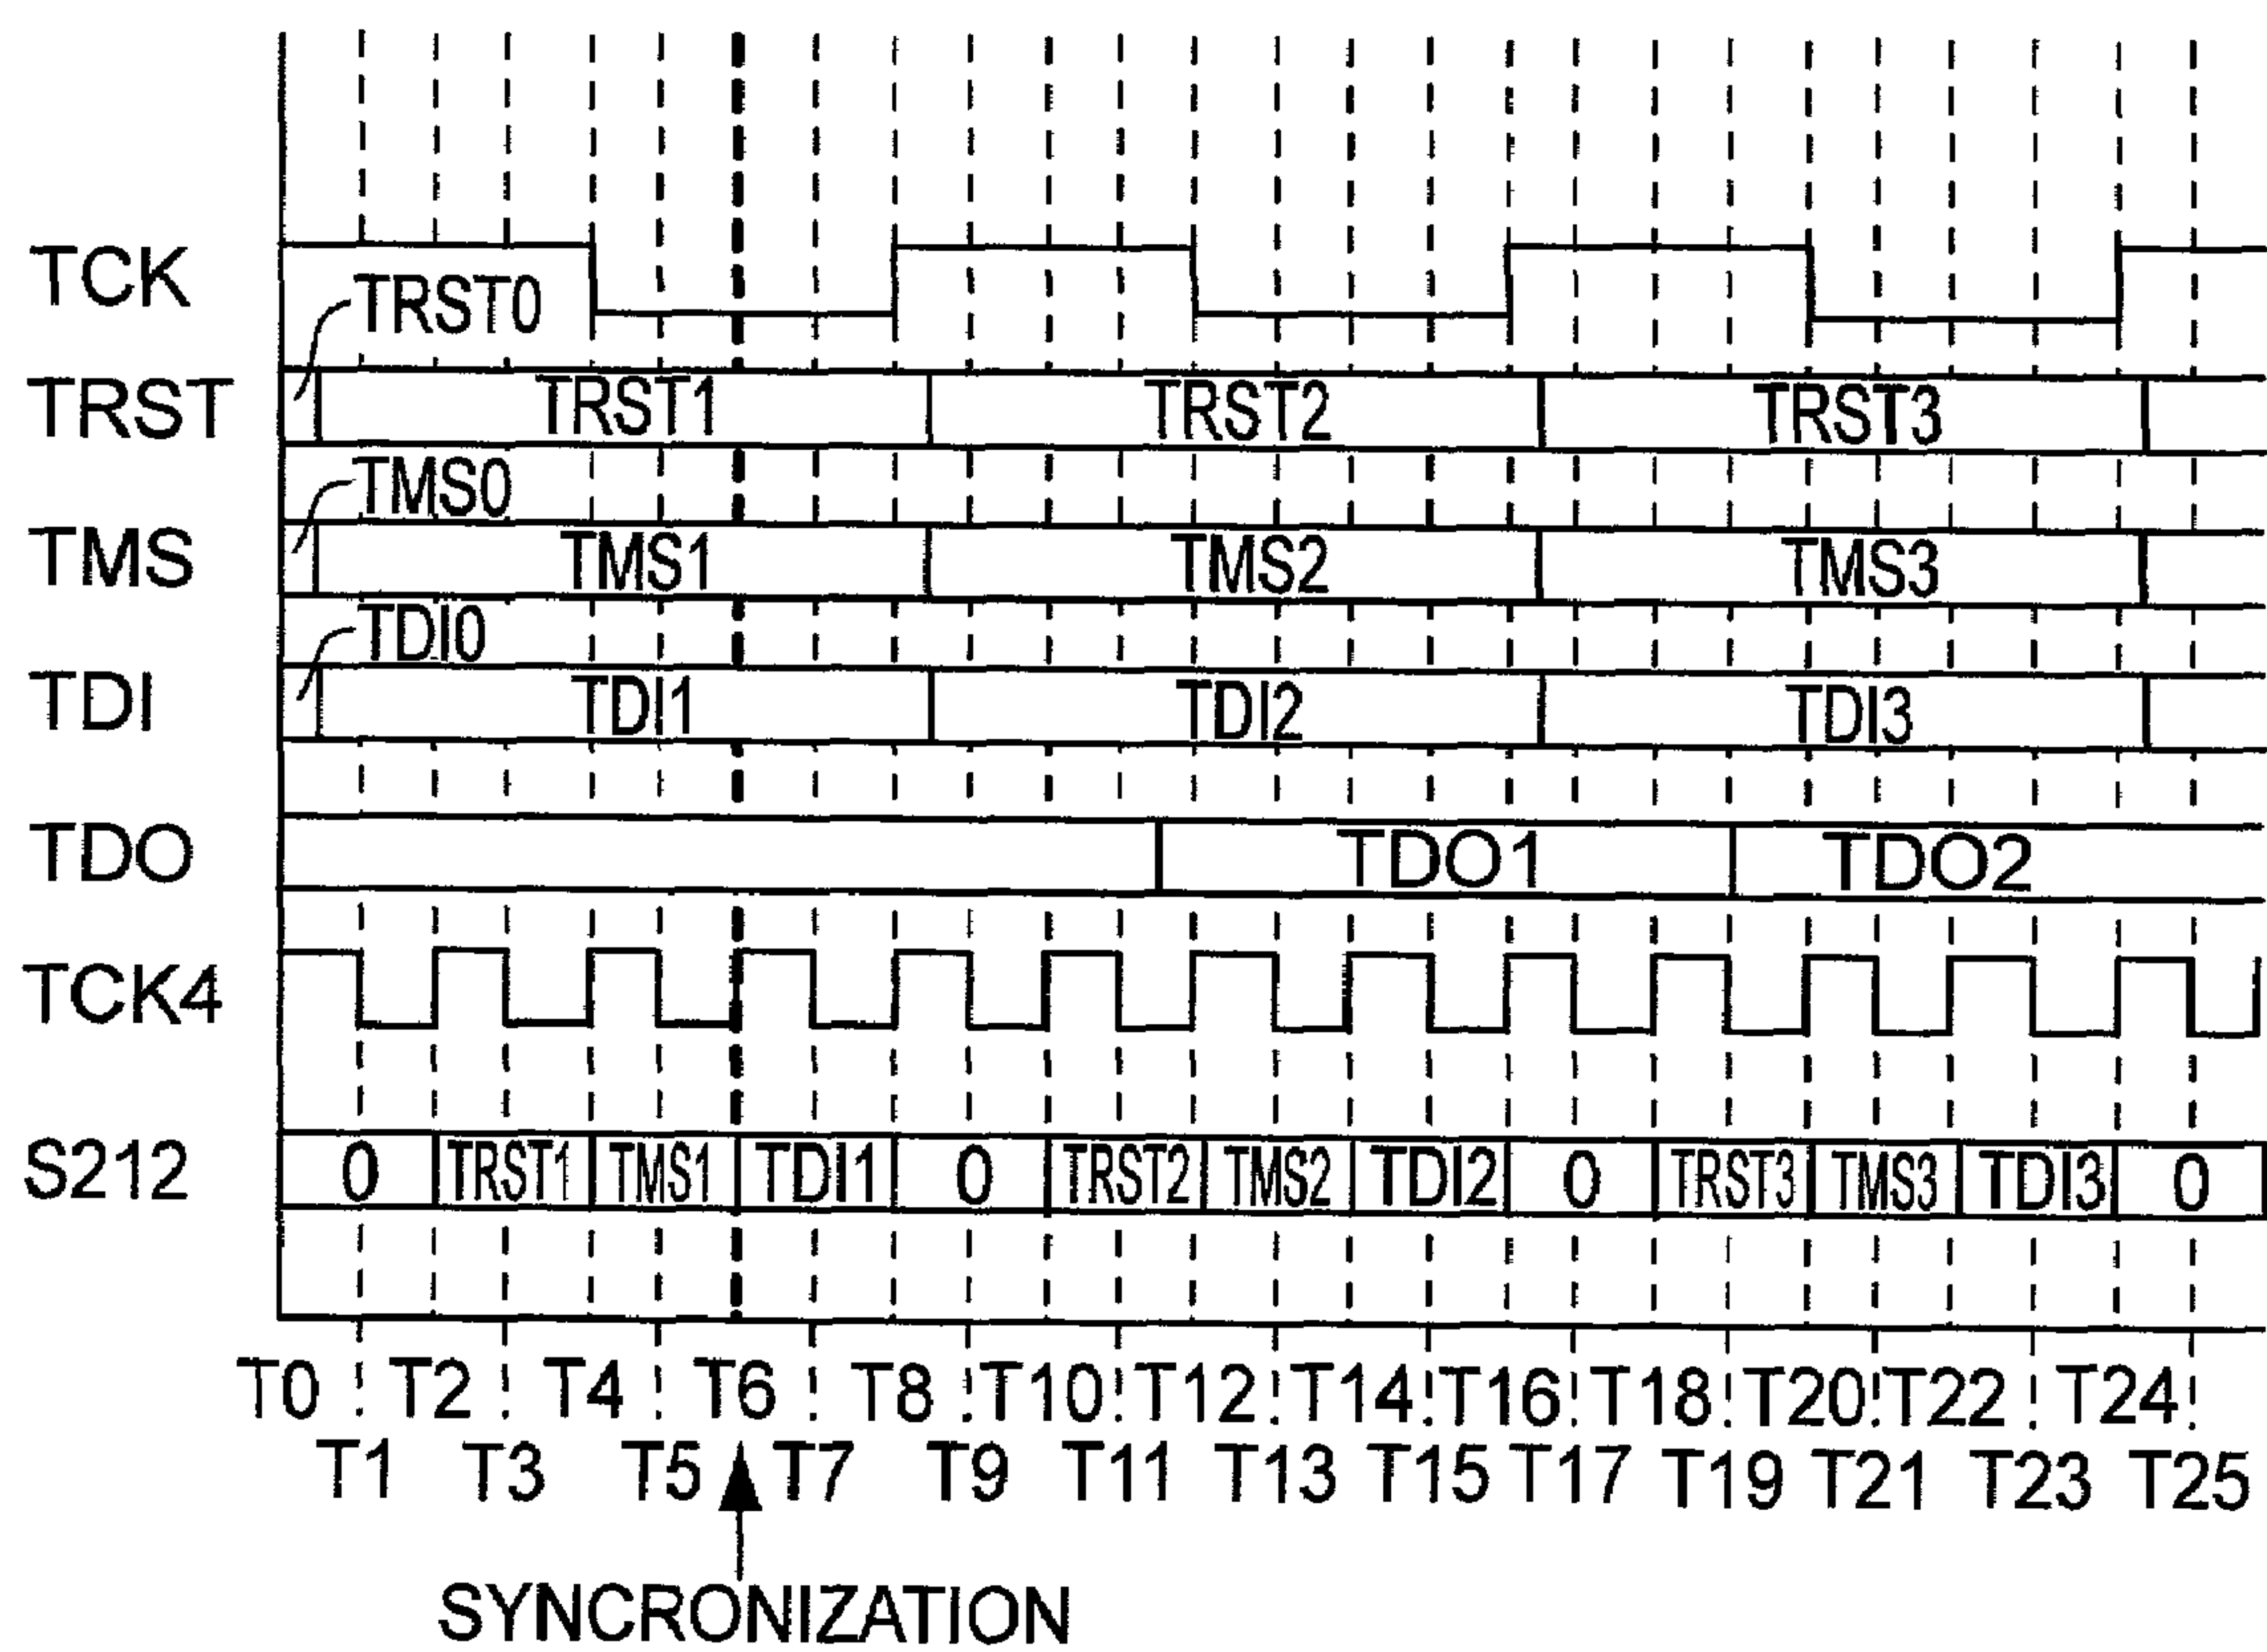 TCK
TRST0
TRST TRST1 TRST2 TRST3
TMS0
TMS TMS1 TMS2 TMS3
TDI0
TDI TDI1 TDI2 TDI3
TDO TDO1 TDO2
TCK4
S212 0 TRST1 TMS1 TDI1 0 TRST2 TMS2 TDI2 0 TRST3 TMS3 TDI3 0
T0 T2 T4 T6 T8 T10 T12 T14 T16 T18 T20 T22 T24
T1 T3 T5 T7 T9 T11 T13 T15 T17 T19 T21 T23 T25
SYNCRONIZATION